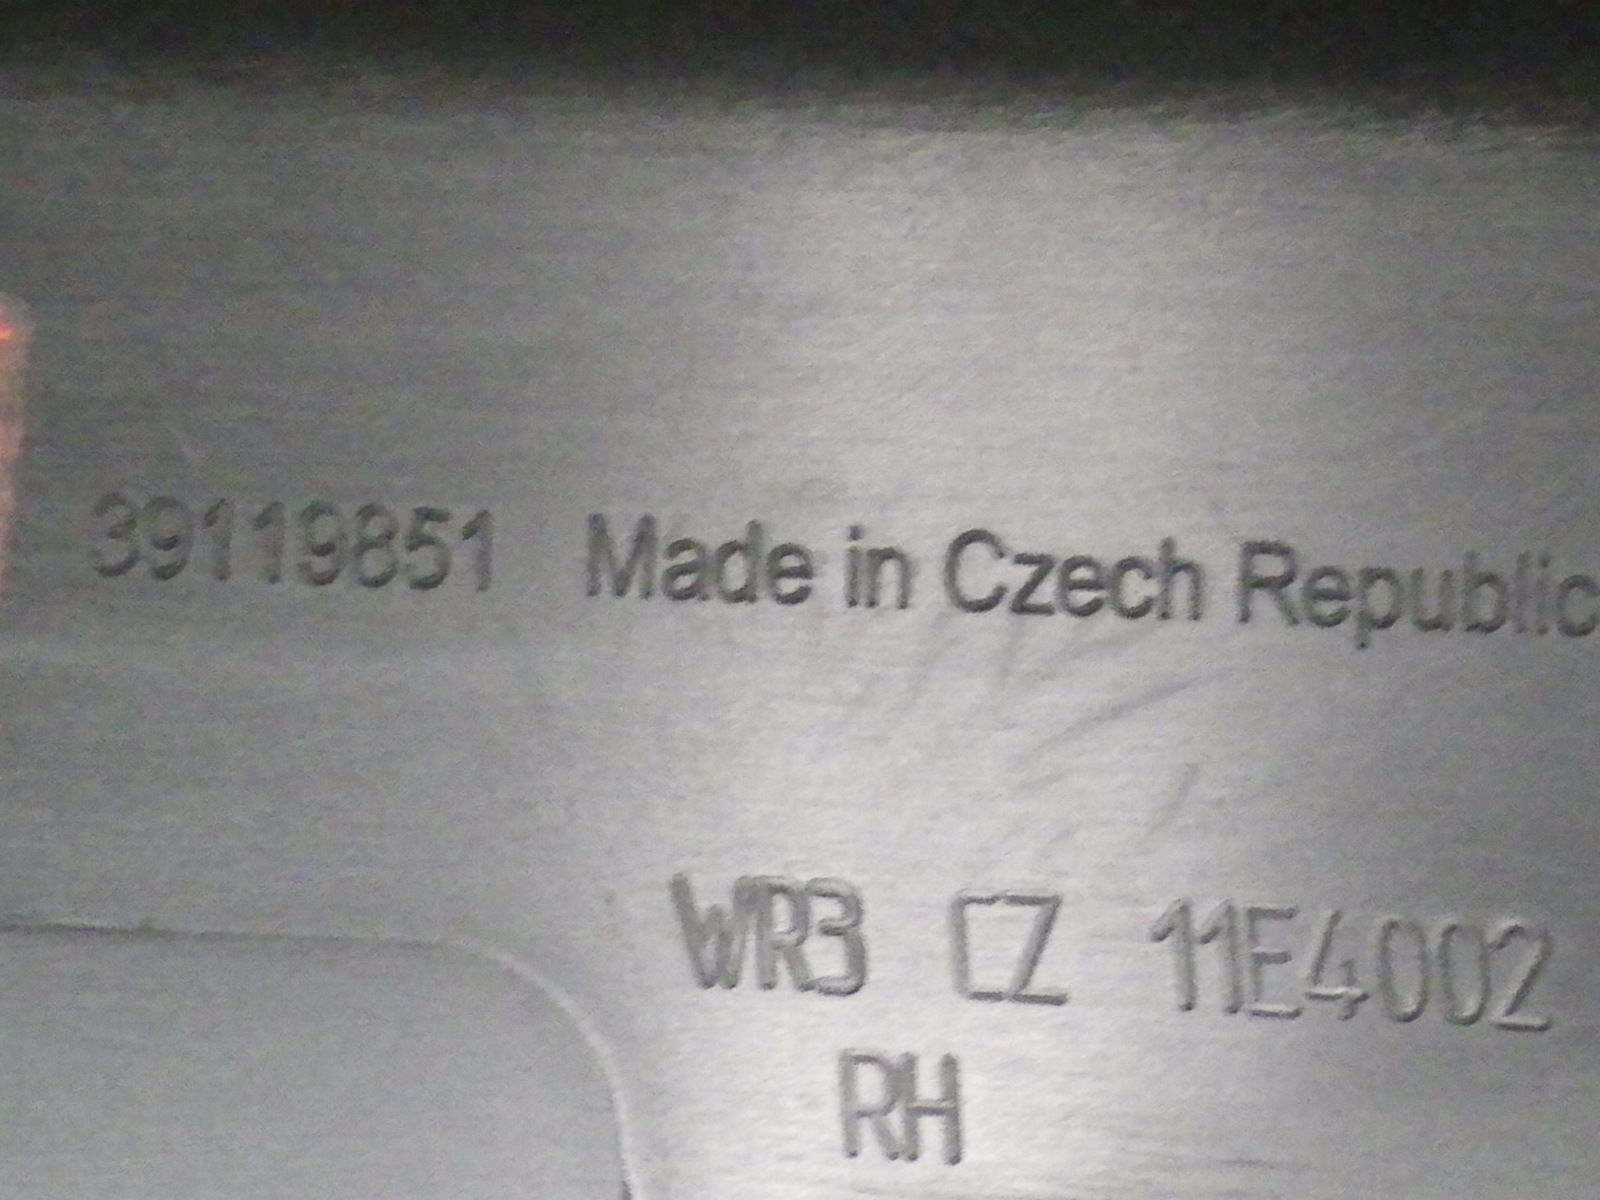 39119851 Made in Czech Republic
WR3 CZ 11E4002
RH